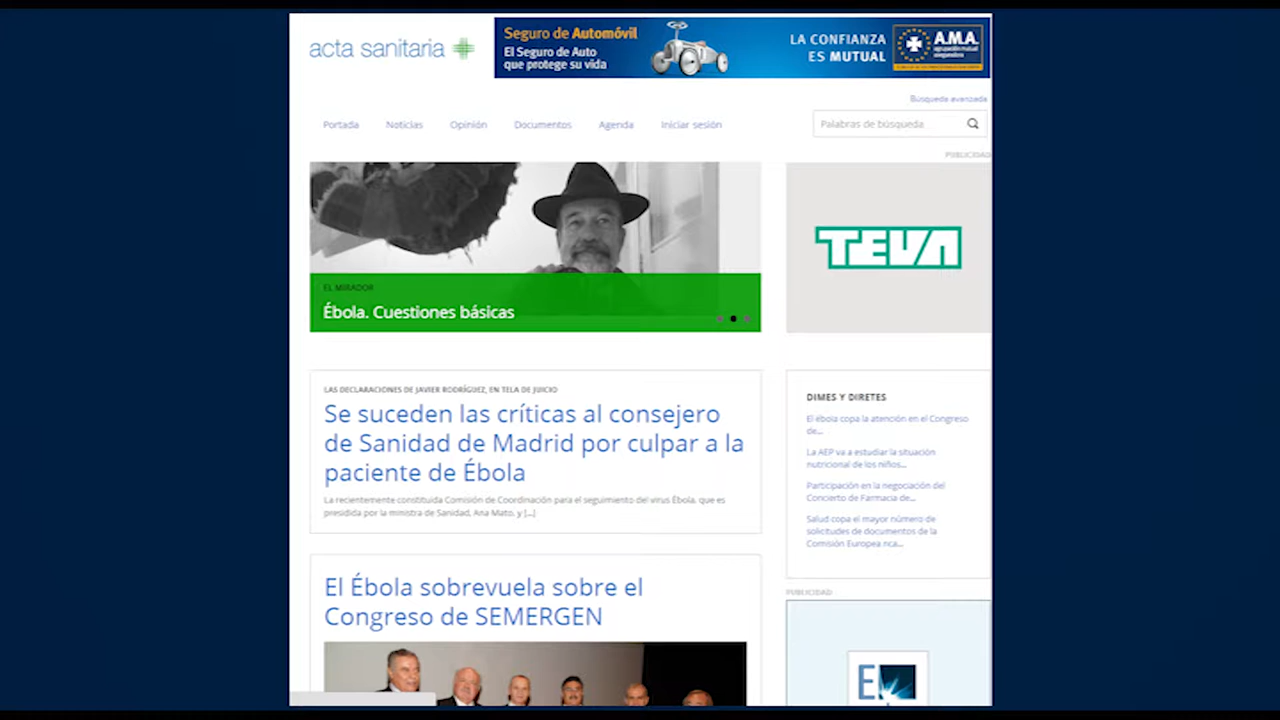 acta sanitaria
Seguro de Automóvil
El Seguro de Auto
que protege su vida
LA CONFIANZA
ES MUTUAL
A.M.A.
agrupación mutual
aseguradora
Búsqueda avanzada
Portada
Noticias
Opinión
Documentos
Agenda
Iniciar sesión
Palabras de búsqueda
PUBLICIDAD
EL MIRADOR
Ébola. Cuestiones básicas
TEVA
LAS DECLARACIONES DE JAVIER RODRÍGUEZ, EN TELA DE JUICIO
Se suceden las críticas al consejero
de Sanidad de Madrid por culpar a la
paciente de Ébola
La recientemente constituida Comisión de Coordinación para el seguimiento del virus Ébola, que es
presidida por la ministra de Sanidad, Ana Mato, y [...]
DIMES Y DIRETES
El ébola copa la atención en el Congreso
de...
La AEP va a estudiar la situación
nutricional de los niños...
Participación en la negociación del
Concierto de Farmacia de...
Salud copa el mayor número de
solicitudes de documentos de la
Comisión Europea nca...
PUBLICIDAD
El Ébola sobrevuela sobre el
Congreso de SEMERGEN
E